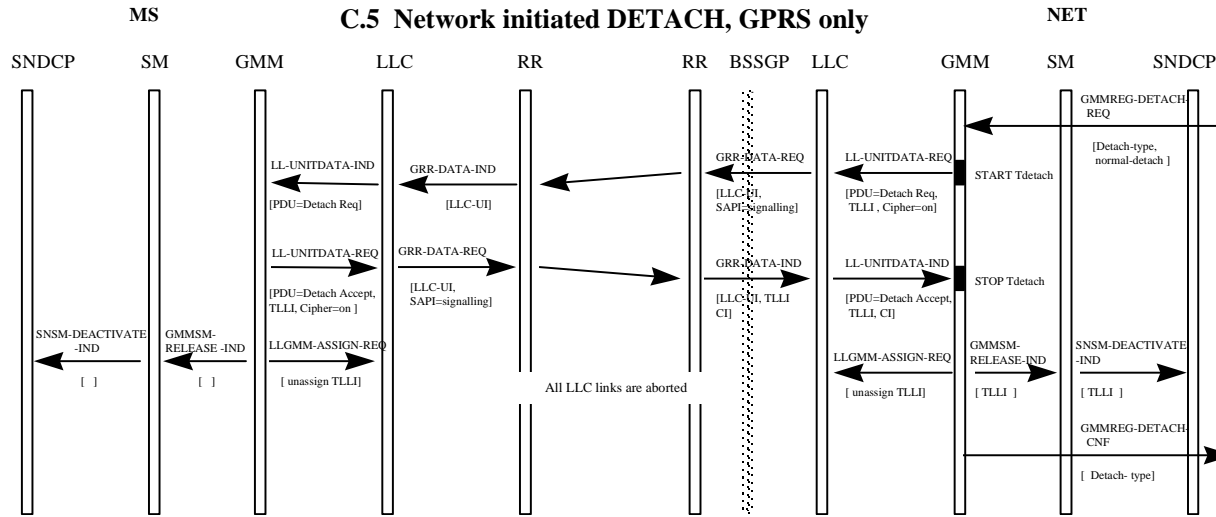 MS
C.5 Network initiated DETACH, GPRS only
NET
SNDCP SM GMM LLC RR RR BSSGP LLC GMM SM SNDCP
GMMREG-DETACH-
REQ
[Detach-type,
normal-detach ]
LL-UNITDATA-IND
[PDU=Detach Req]
GRR-DATA-IND
[LLC-UI]
GRR-DATA-REQ
[LLC-UI,
SAPI=signalling]
LL-UNITDATA-REQ
[PDU=Detach Req,
TLLI , Cipher=on]
START Tdetach
LL-UNITDATA-REQ
[PDU=Detach Accept,
TLLI, Cipher=on ]
GRR-DATA-REQ
[LLC-UI,
SAPI=signalling]
GRR-DATA-IND
[LLC-UI, TLLI
CI]
LL-UNITDATA-IND
[PDU=Detach Accept,
TLLI, CI]
STOP Tdetach
SNSM-DEACTIVATE
-IND
[ ]
GMMSM-
RELEASE -IND
[ ]
LLGMM-ASSIGN-REQ
[ unassign TLLI]
All LLC links are aborted
LLGMM-ASSIGN-REQ
[ unassign TLLI]
GMMSM-
RELEASE-IND
[ TLLI ]
SNSM-DEACTIVATE
-IND
[ TLLI ]
GMMREG-DETACH-
CNF
[ Detach- type]